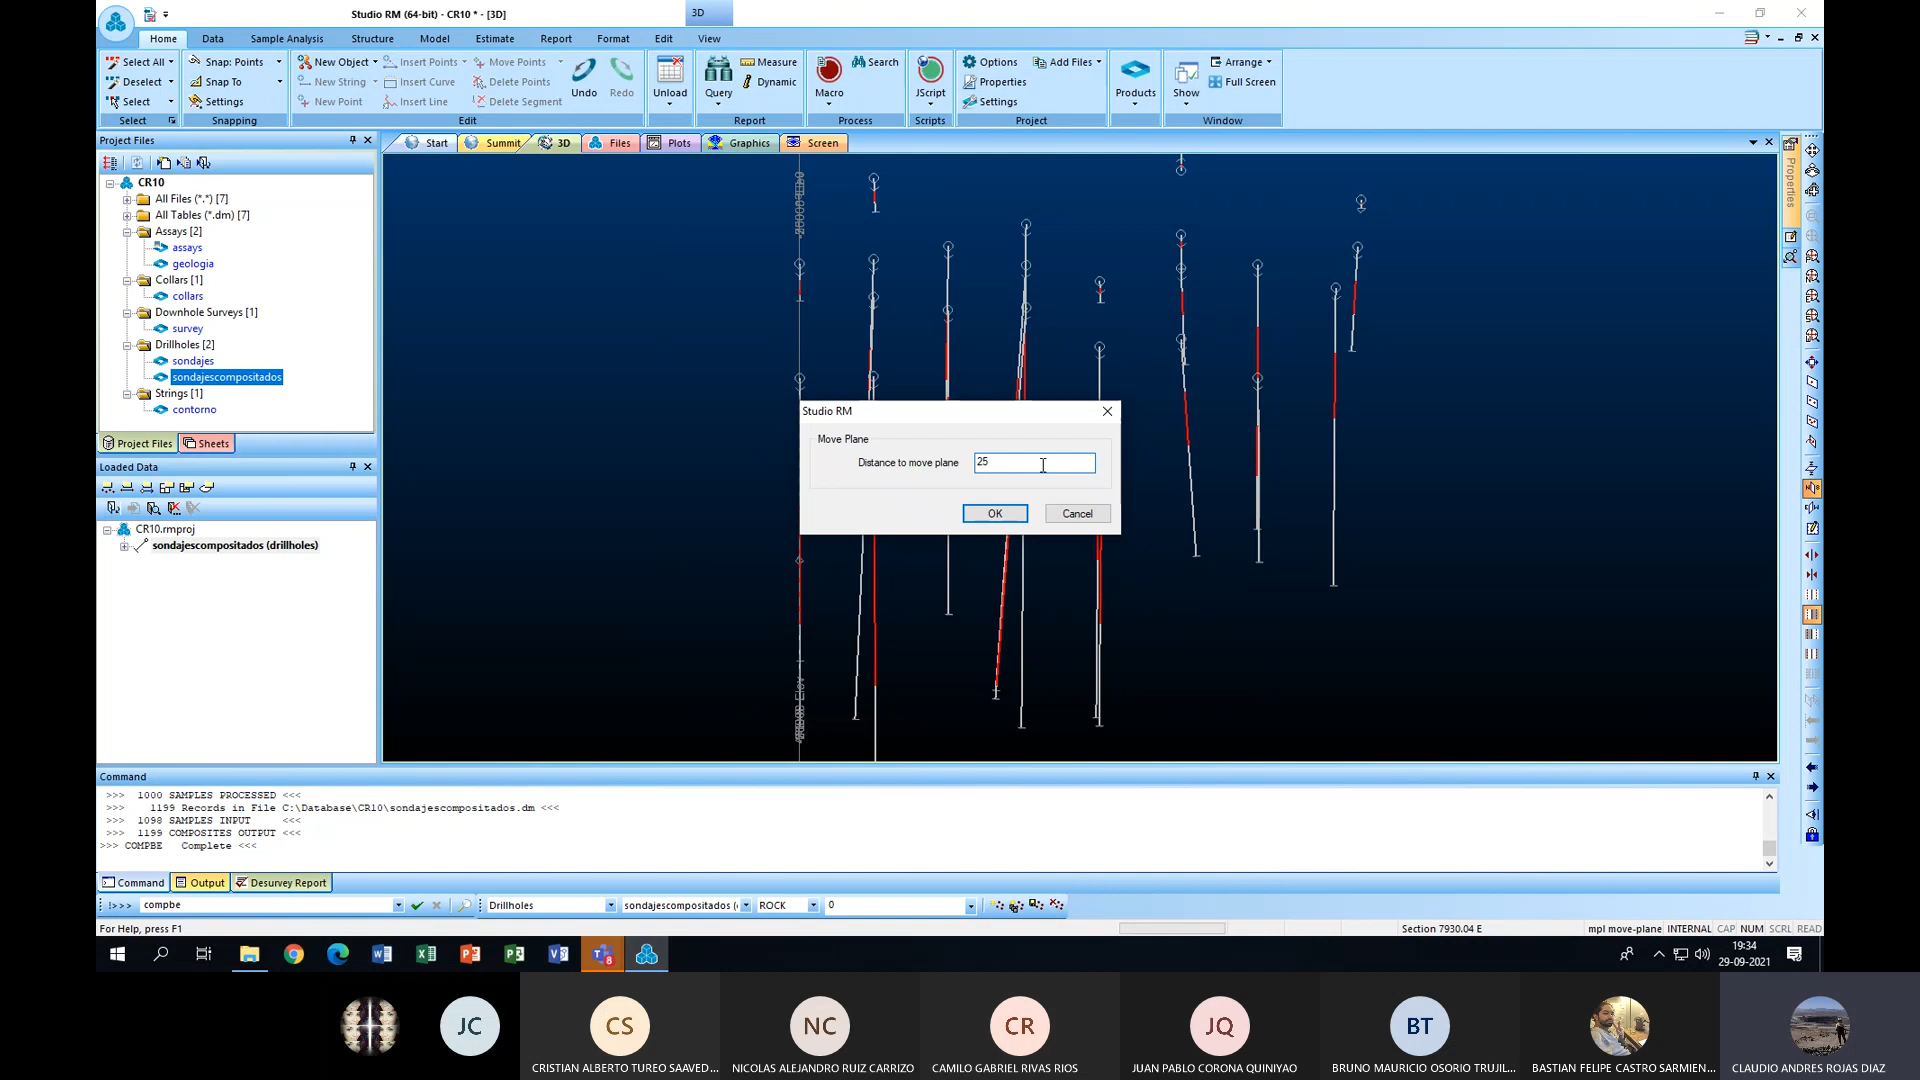 Studio RM (64-bit) - CR10 * - [3D]
3D
Home
Data
Sample Analysis
Structure
Model
Estimate
Report
Format
Edit
View
Select All
Deselect
Select
Select
Snap: Points
Snap To
Settings
Snapping
New Object
New String
New Point
Insert Points
Insert Curve
Insert Line
Move Points
Delete Points
Delete Segment
Edit
Undo
Redo
Unload
Query
Measure
Dynamic
Report
Macro
Search
Process
JScript
Scripts
Options
Properties
Settings
Add Files
Project
Products
Show
Arrange
Full Screen
Window
Project Files
Start
Summit
3D
Files
Plots
Graphics
Screen
Properties
CR10
All Files (*.*) [7]
All Tables (*.dm) [7]
Assays [2]
assays
geologia
Collars [1]
collars
Downhole Surveys [1]
survey
Drillholes [2]
sondajes
sondajescompositados
Strings [1]
contorno
Project Files
Sheets
Loaded Data
CR10.rmproj
sondajescompositados (drillholes)
Studio RM
Move Plane
Distance to move plane
25
OK
Cancel
Command
>>> 1000 SAMPLES PROCESSED <<<
>>> 1199 Records in File C:\Database\CR10\sondajescompositados.dm <<<
>>> 1098 SAMPLES INPUT <<<
>>> 1199 COMPOSITES OUTPUT <<<
>>> COMPBE Complete <<<
Command
Output
Desurvey Report
!>>>
compbe
Drillholes
sondajescompositados (
ROCK
0
For Help, press F1
Section 7930.04 E
mpl move-plane
INTERNAL
CAP
NUM
SCRL
READ
19:34
29-09-2021
8
JC
CS
NC
CR
JQ
BT
CRISTIAN ALBERTO TUREO SAAVED...
NICOLAS ALEJANDRO RUIZ CARRIZO
CAMILO GABRIEL RIVAS RIOS
JUAN PABLO CORONA QUINIYAO
BRUNO MAURICIO OSORIO TRUJIL...
BASTIAN FELIPE CASTRO SARMIEN...
CLAUDIO ANDRES ROJAS DIAZ